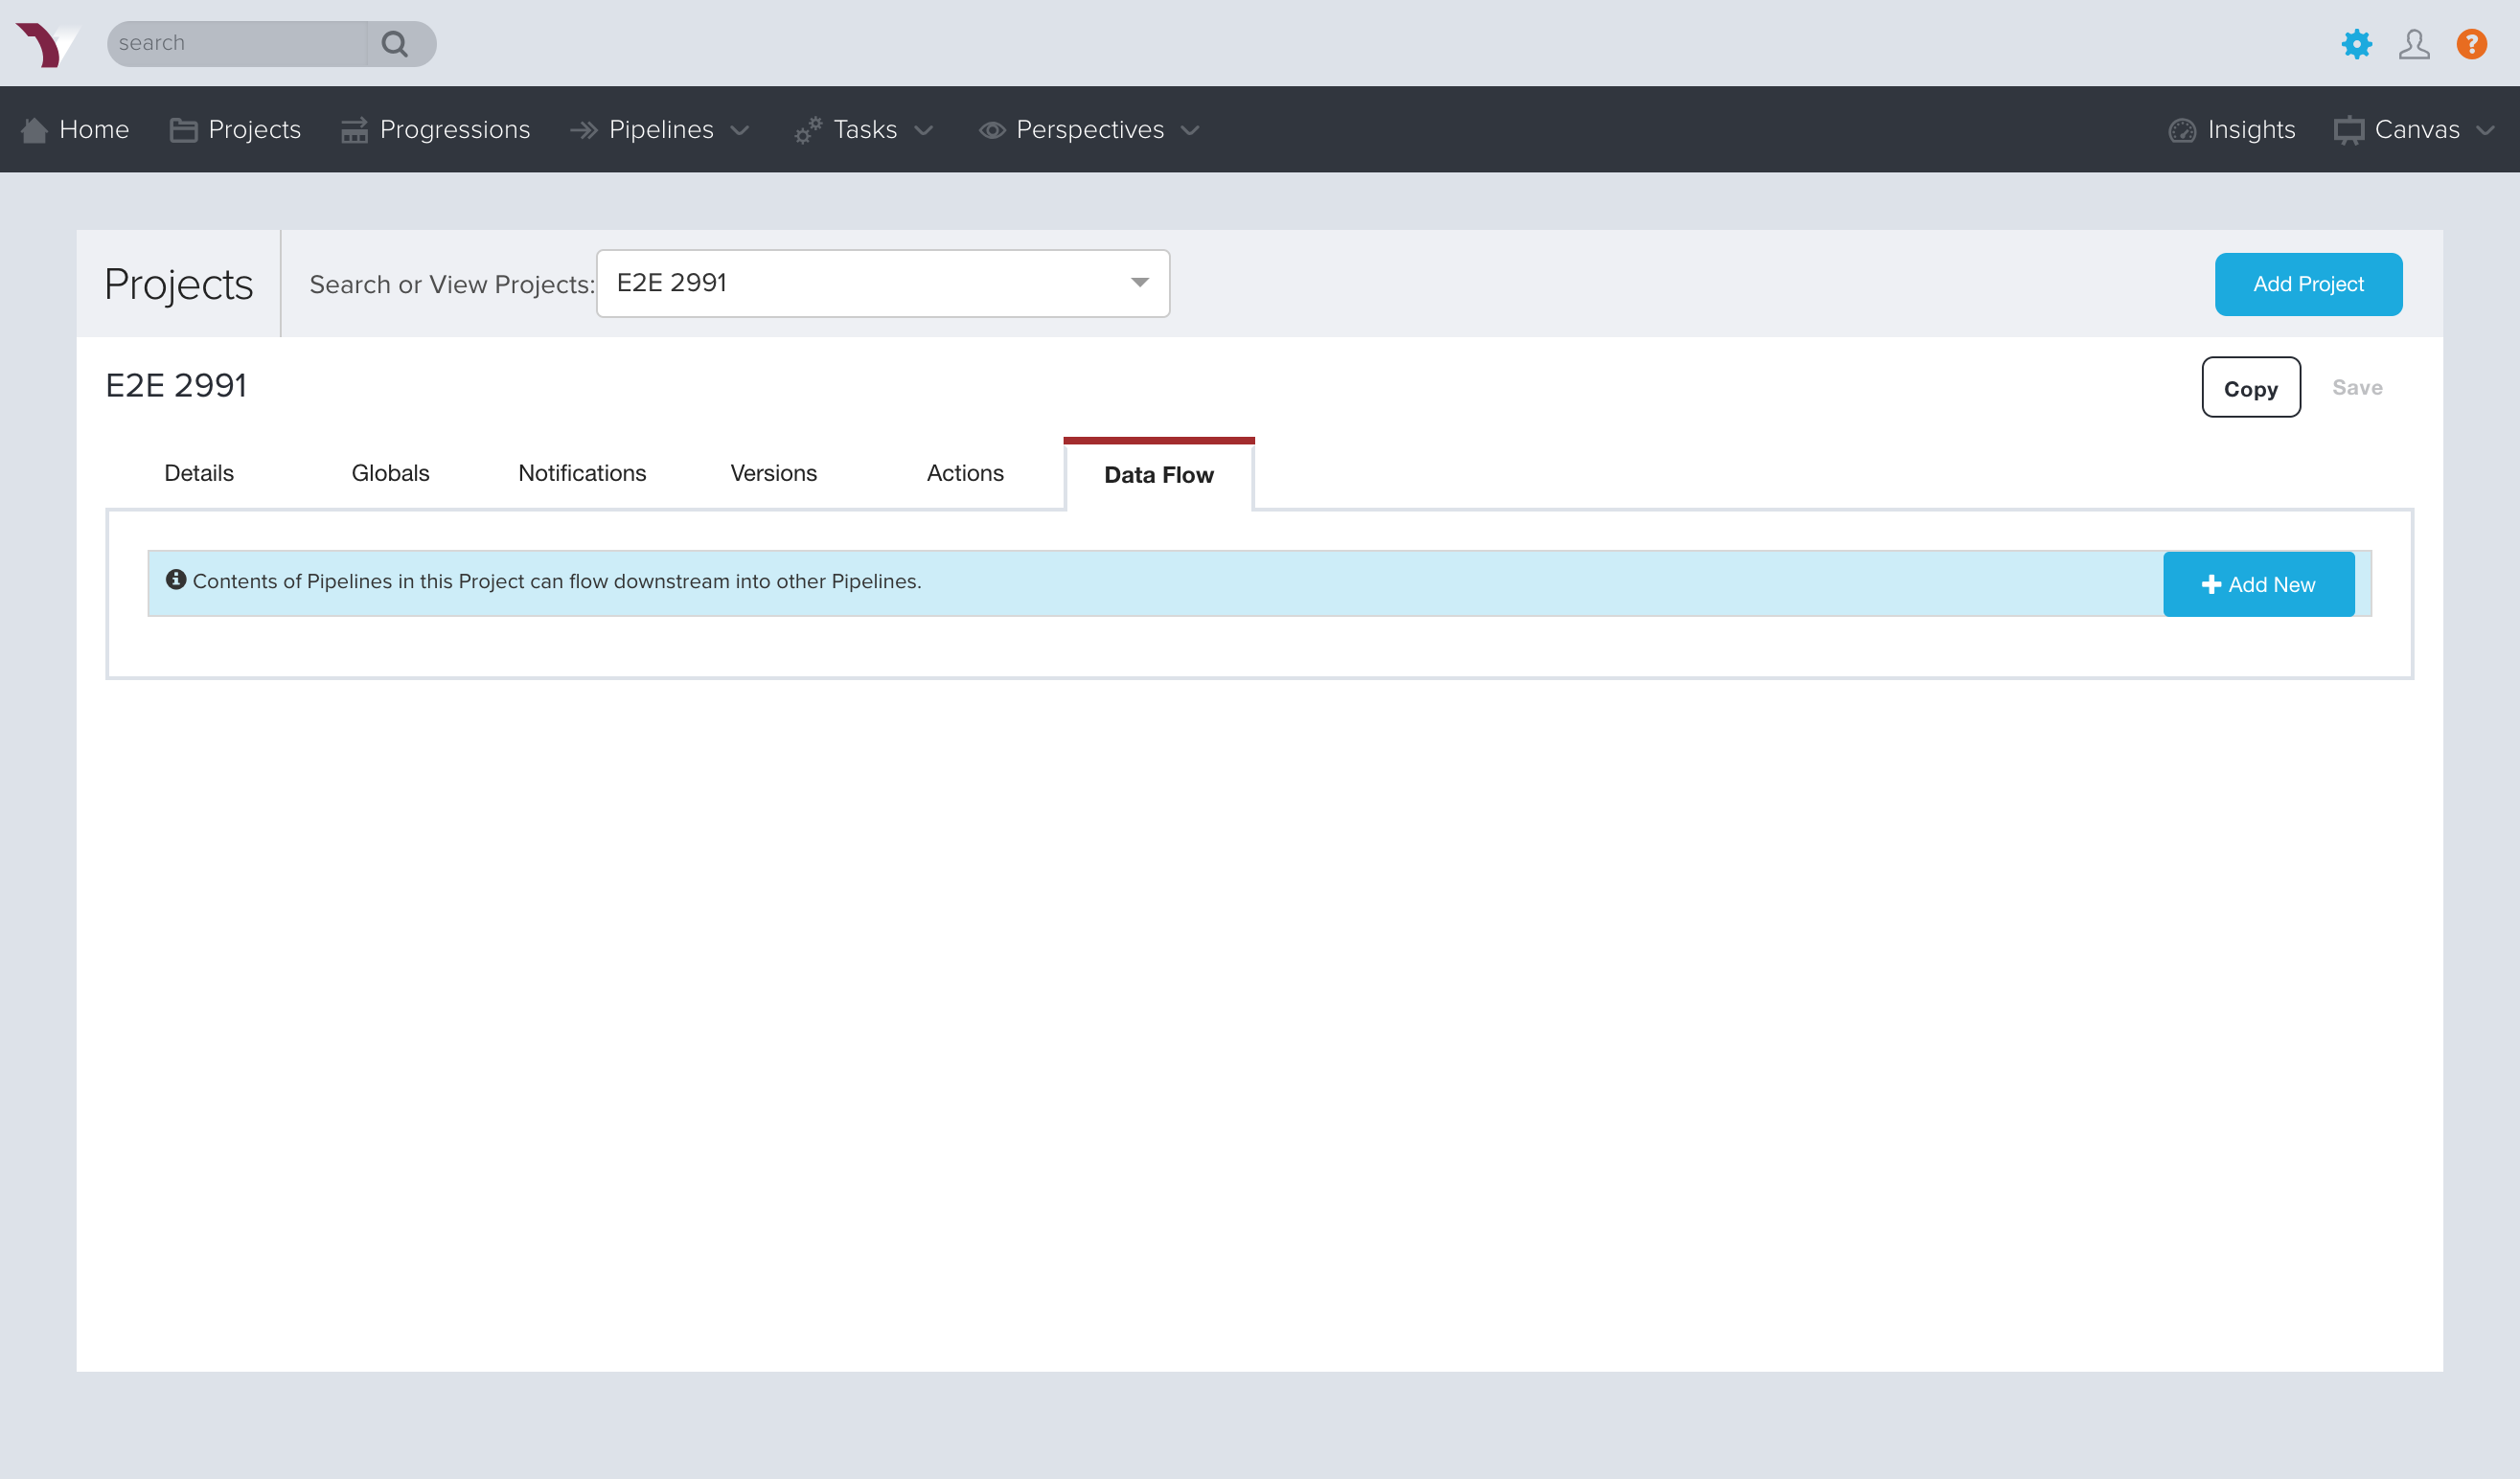 search
Home Projects Progressions Pipelines Tasks Perspectives Insights Canvas
Projects Search or View Projects: E2E 2991 Add Project
E2E 2991 Copy Save
Details Globals Notifications Versions Actions Data Flow
Contents of Pipelines in this Project can flow downstream into other Pipelines. Add New